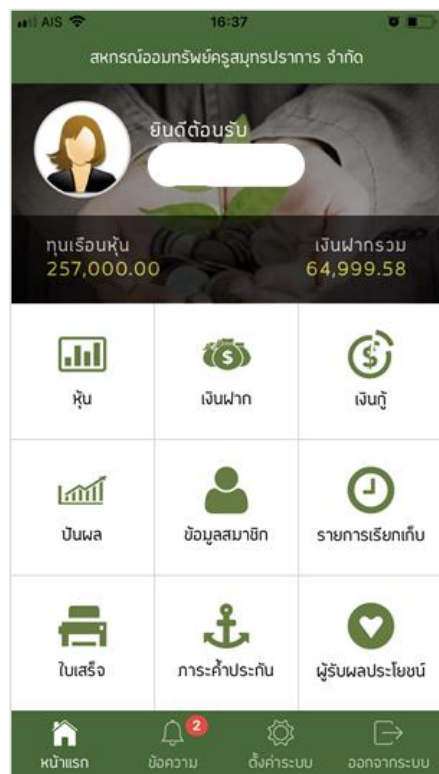 AIS 16:37
สหกรณ์ออมทรัพย์ครูสมุทรปราการ จำกัด
ยินดีต้อนรับ
ทุนเรือนหุ้น เงินฝากรวม
257,000.00 64,999.58
หุ้น เงินฝาก เงินกู้
ปันผล ข้อมูลสมาชิก รายการเรียกเก็บ
ใบเสร็จ ภาระค้ำประกัน ผู้รับผลประโยชน์
2
หน้าแรก ข้อความ ตั้งค่าระบบ ออกจากระบบ